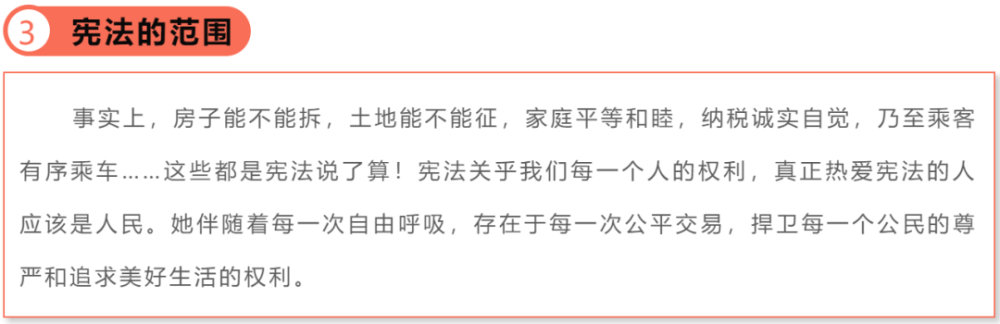 3 宪法的范围
事实上，房子能不能拆，土地能不能征，家庭平等和睦，纳税诚实自觉，乃至乘客
有序乘车……这些都是宪法说了算！宪法关乎我们每一个人的权利，真正热爱宪法的人
应该是人民。她伴随着每一次自由呼吸，存在于每一次公平交易，捍卫每一个公民的尊
严和追求美好生活的权利。